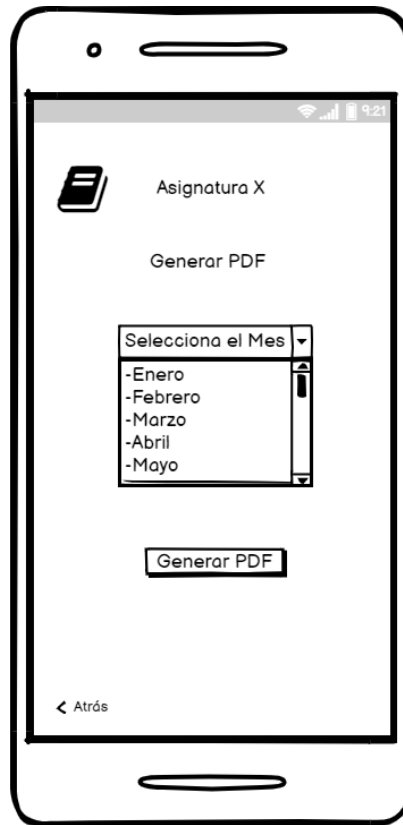 9:21
Asignatura X
Generar PDF
Selecciona el Mes
-Enero
-Febrero
-Marzo
-Abril
-Mayo
Generar PDF
Atrás